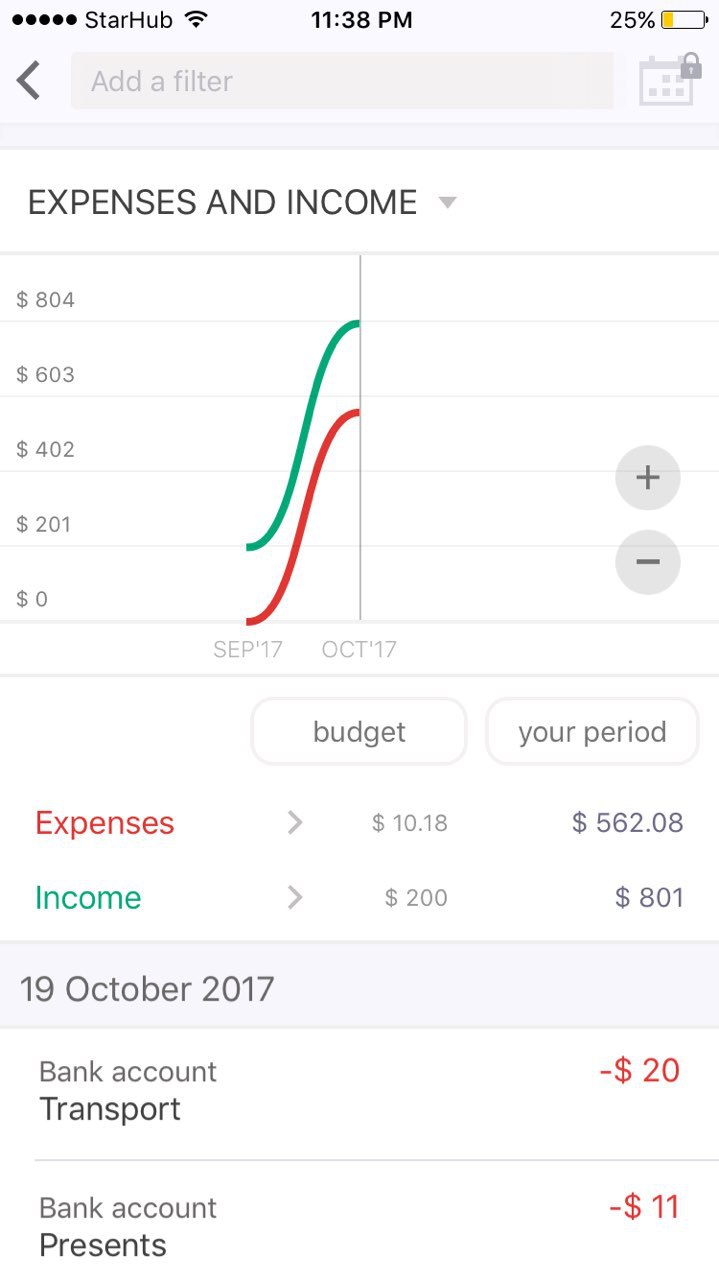 StarHub 11:38 PM 25%
Add a filter
EXPENSES AND INCOME
$ 804
$ 603
$ 402
$ 201
$ 0
SEP'17 OCT'17
budget your period
Expenses $ 10.18 $ 562.08
Income $ 200 $ 801
19 October 2017
Bank account -$ 20
Transport
Bank account -$ 11
Presents